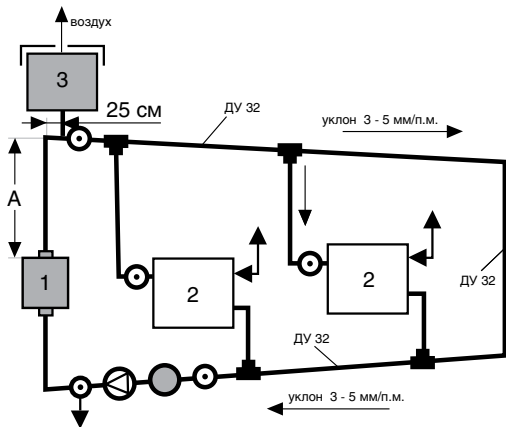 воздух
3
25 см
ДУ 32
уклон 3 - 5 мм/п.м.
А
1
2
2
ДУ 32
ДУ 32
уклон 3 - 5 мм/п.м.